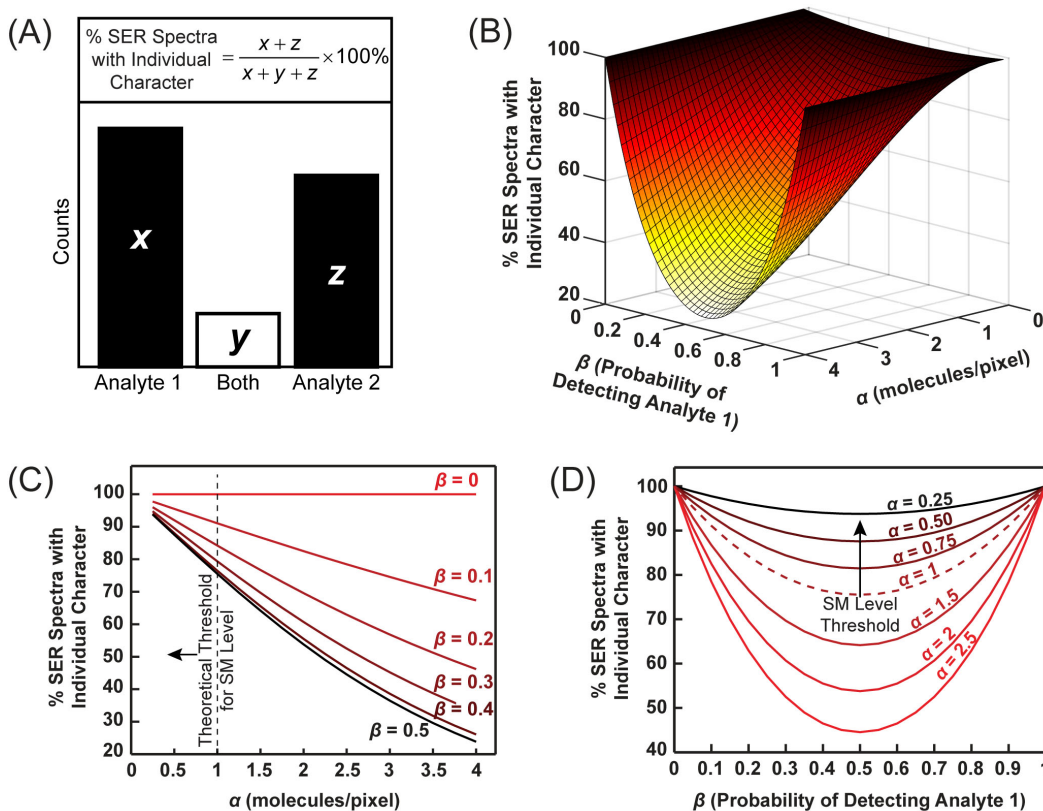 (A)
% SER Spectra
with Individual
Character
= x + z / x + y + z × 100%
Counts
x
y
z
Analyte 1
Both
Analyte 2
(B)
% SER Spectra with
Individual Character
100
80
60
40
20
0
0.2
0.4
0.6
0.8
1
β (Probability of
Detecting Analyte 1)
4
3
2
1
0
α (molecules/pixel)
(C)
% SER Spectra with
Individual Character
100
90
80
70
60
50
40
30
20
β = 0
β = 0.1
β = 0.2
β = 0.3
β = 0.4
β = 0.5
Theoretical Threshold
for SM Level
0
0.5
1
1.5
2
2.5
3
3.5
4
α (molecules/pixel)
(D)
% SER Spectra with
Individual Character
100
90
80
70
60
50
40
α = 0.25
α = 0.50
α = 0.75
α = 1
SM Level
Threshold
α = 1.5
α = 2
α = 2.5
0
0.1
0.2
0.3
0.4
0.5
0.6
0.7
0.8
0.9
1
β (Probability of Detecting Analyte 1)